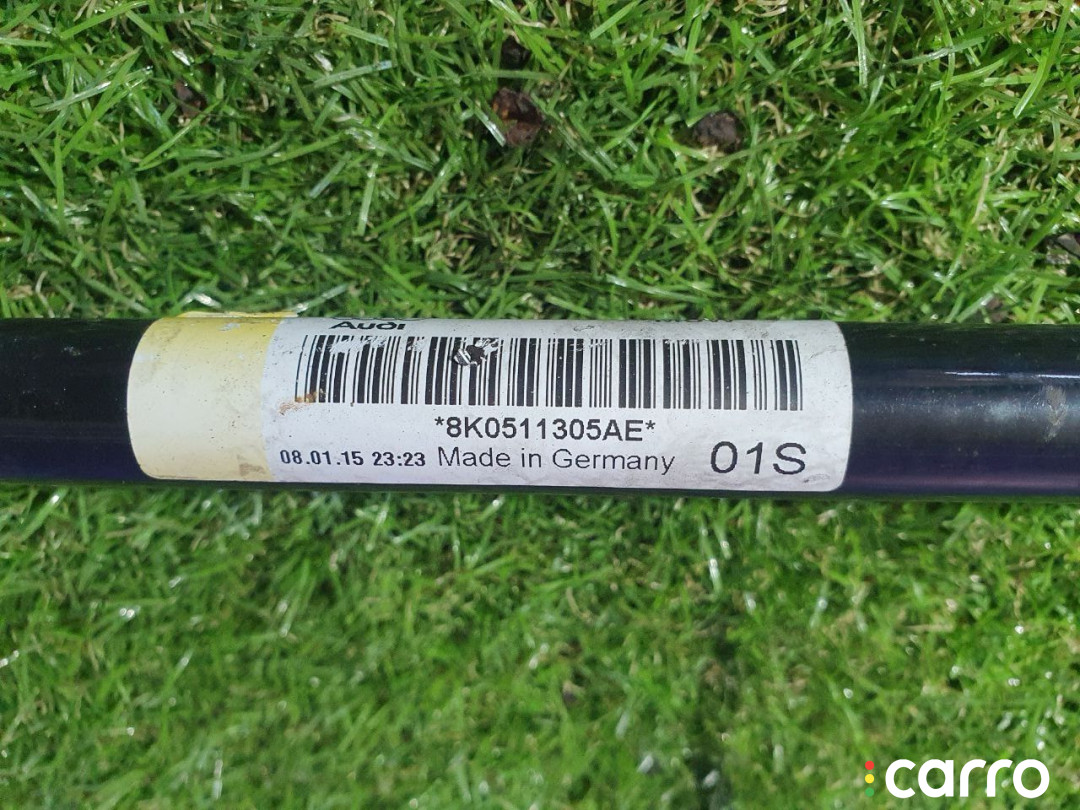 Audi
*8K0511305AE*
08.01.15 23:23 Made in Germany 01S
carro